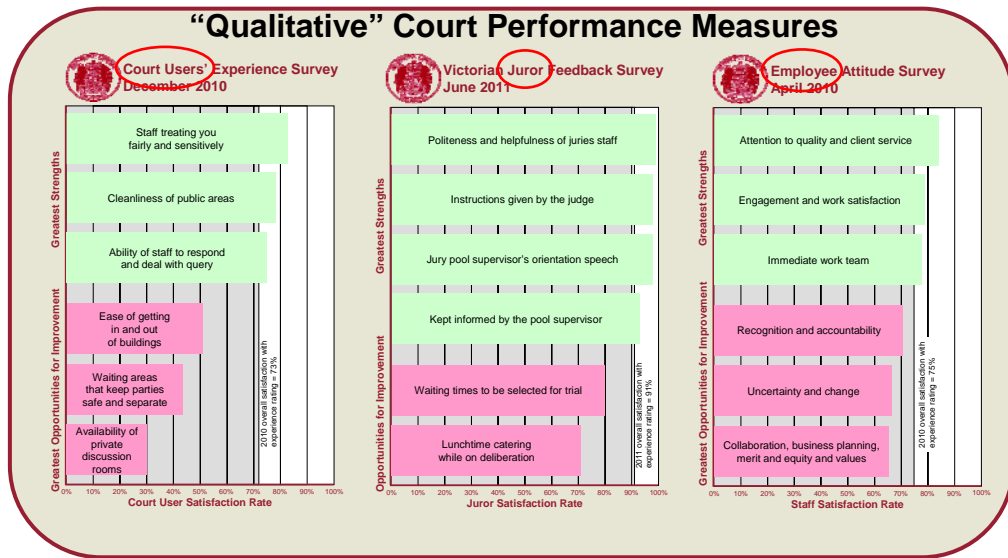 “Qualitative” Court Performance Measures
Court Users’ Experience Survey
December 2010
Greatest Strengths
Greatest Opportunities for Improvement
Staff treating you
fairly and sensitively
Cleanliness of public areas
Ability of staff to respond
and deal with query
Ease of getting
in and out
of buildings
Waiting areas
that keep parties
safe and separate
Availability of
private
discussion
rooms
2010 overall satisfaction with
experience rating = 73%
0% 10% 20% 30% 40% 50% 60% 70% 80% 90% 100%
Court User Satisfaction Rate
Victorian Juror Feedback Survey
June 2011
Greatest Strengths
Opportunities for Improvement
Politeness and helpfulness of juries staff
Instructions given by the judge
Jury pool supervisor’s orientation speech
Kept informed by the pool supervisor
Waiting times to be selected for trial
Lunchtime catering
while on deliberation
2011 overall satisfaction with
experience rating = 91%
0% 10% 20% 30% 40% 50% 60% 70% 80% 90% 100%
Juror Satisfaction Rate
Employee Attitude Survey
April 2010
Greatest Strengths
Greatest Opportunities for Improvement
Attention to quality and client service
Engagement and work satisfaction
Immediate work team
Recognition and accountability
Uncertainty and change
Collaboration, business planning,
merit and equity and values
2010 overall satisfaction with
experience rating = 75%
0% 10% 20% 30% 40% 50% 60% 70% 80% 90% 100%
Staff Satisfaction Rate